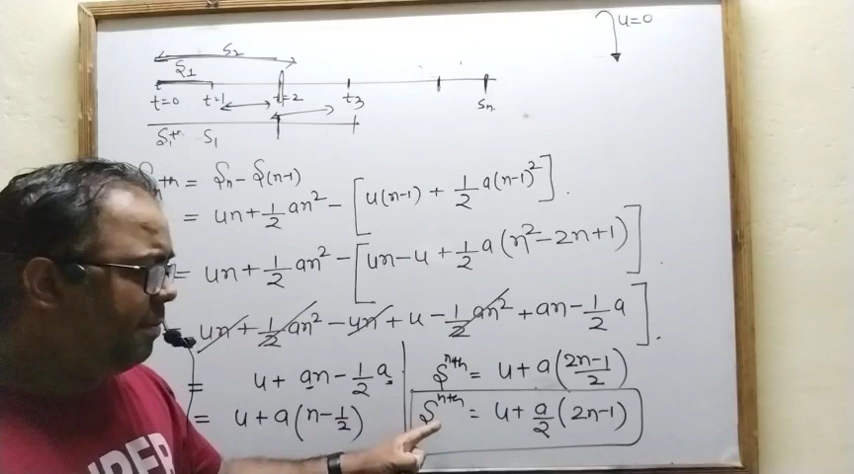 u=0
S₂
S₁
t=0 t=1 t=2 t₃ Sₙ
S₁ᵗʰ S₁
Sₙᵗʰ = Sₙ - S(n-1)
= un + 1/2 an² - [u(n-1) + 1/2 a(n-1)²].
= un + 1/2 an² - [un - u + 1/2 a(n² - 2n + 1)]
un + 1/2 an² - un + u - 1/2 an² + an - 1/2 a].
= u + an - 1/2 a
= u + a(n - 1/2)
Sⁿᵗʰ = u + a(2n-1/2)
Sⁿᵗʰ = u + a/2 (2n-1)